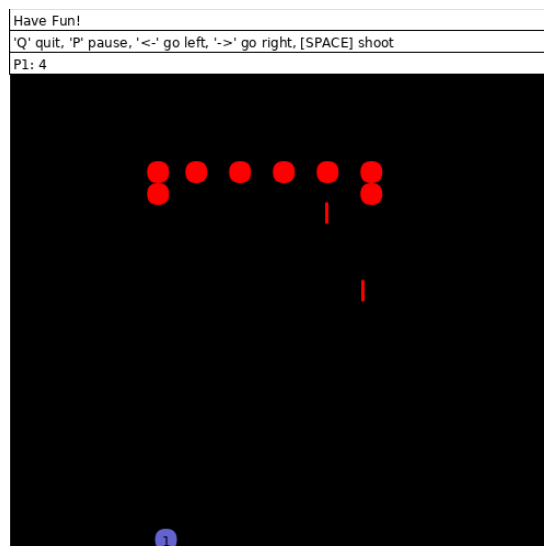 Have Fun!
'Q' quit, 'P' pause, '<-' go left, '->' go right, [SPACE] shoot
P1: 4
1